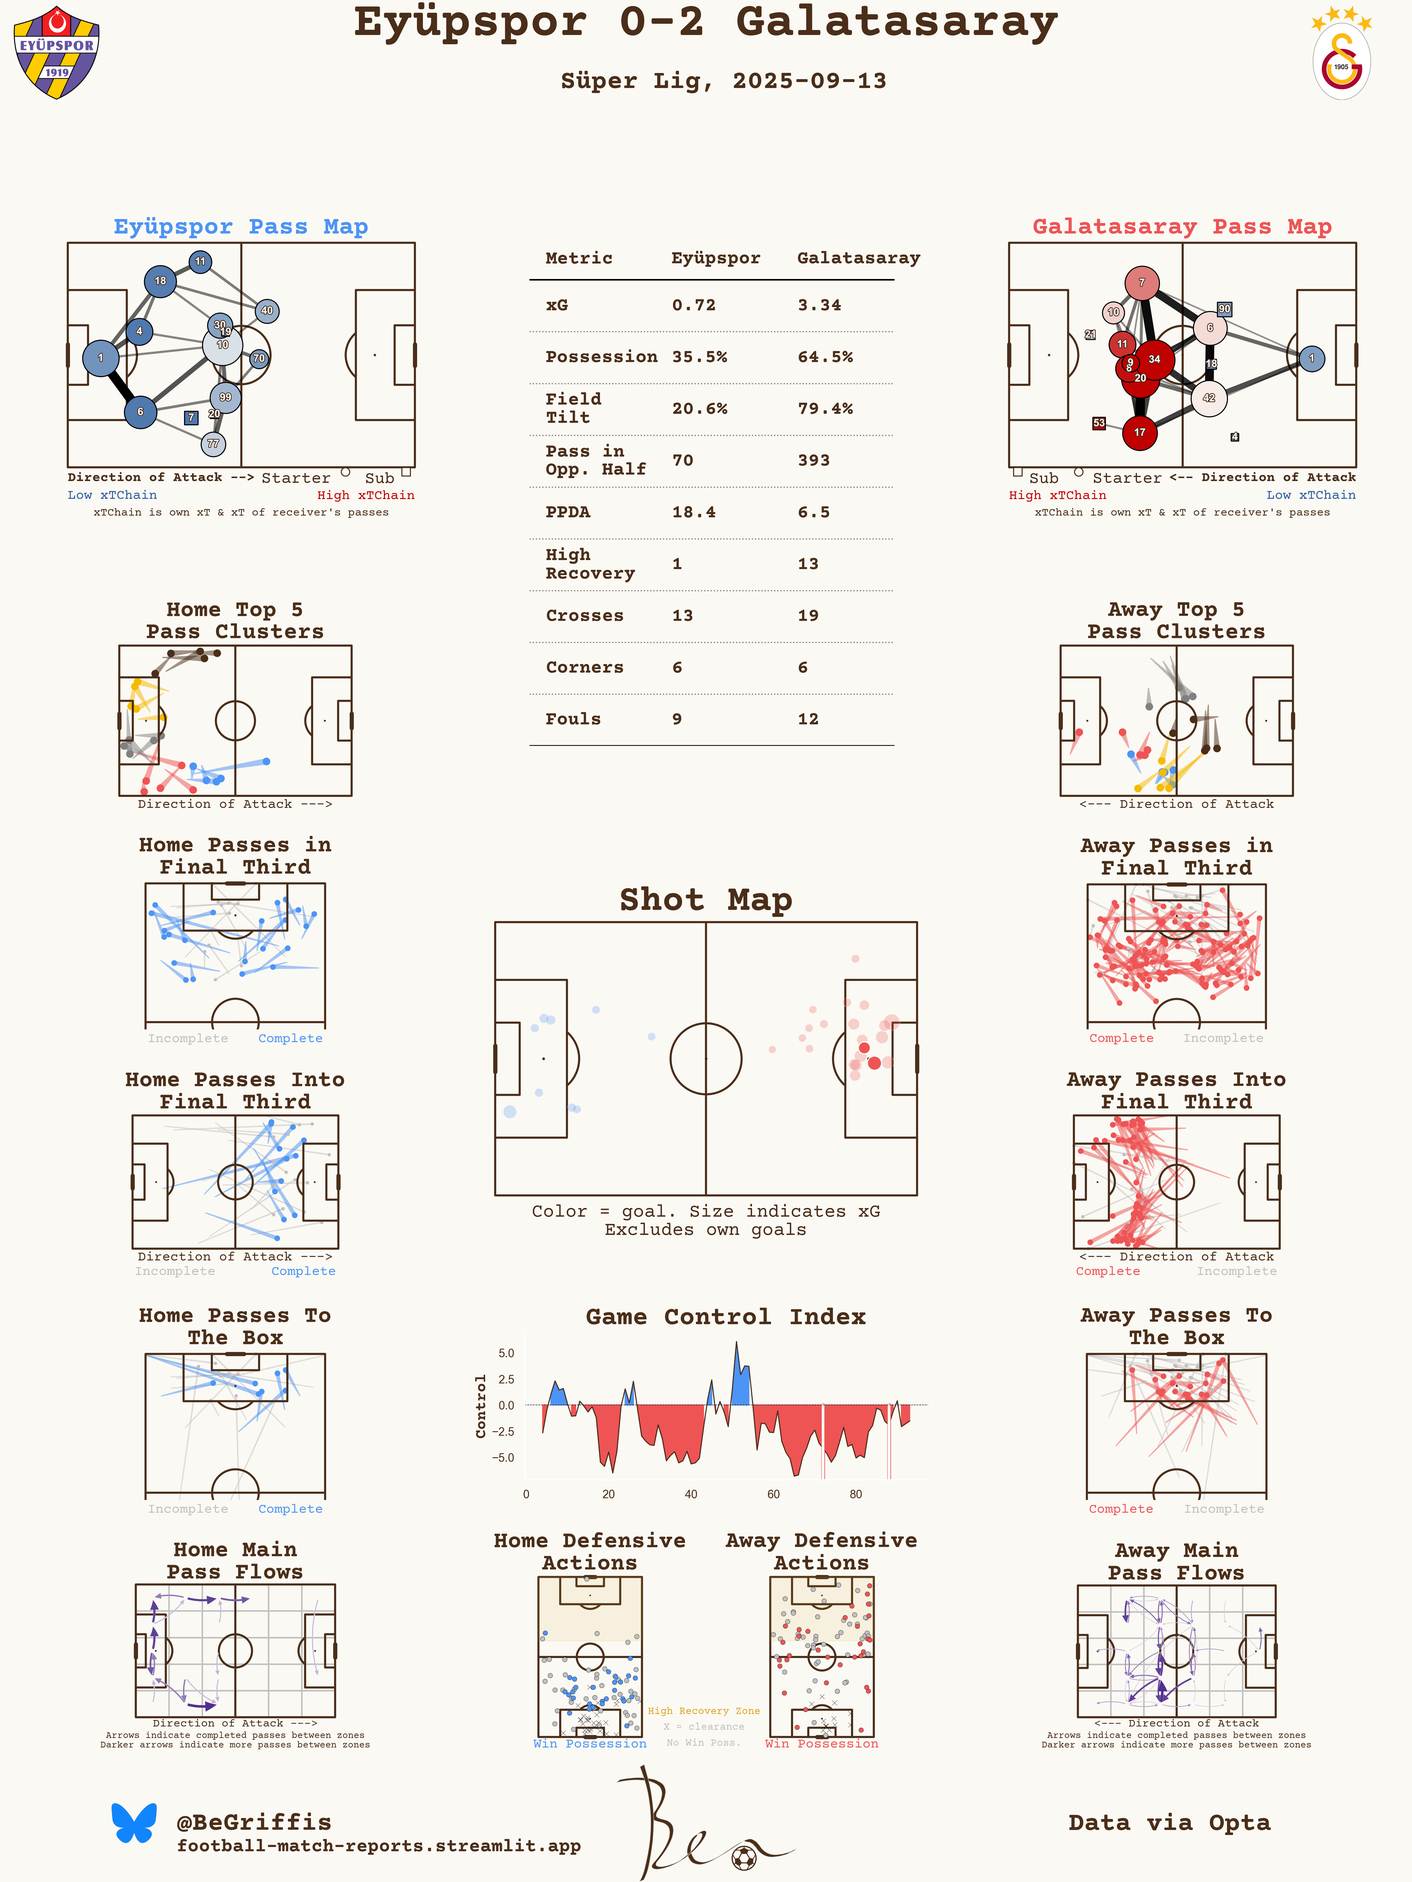 Eyüpspor 0-2 Galatasaray
Süper Lig, 2025-09-13
EYÜPSPOR
1919
1905
Eyüpspor Pass Map
11
18
40
30
4
19
10
1
70
99
6
7
20
77
Direction of Attack --> Starter Sub
Low xTChain High xTChain
xTChain is own xT & xT of receiver's passes
Metric Eyüpspor Galatasaray
xG 0.72 3.34
Possession 35.5% 64.5%
Field
Tilt 20.6% 79.4%
Pass in
Opp. Half 70 393
PPDA 18.4 6.5
High
Recovery 1 13
Crosses 13 19
Corners 6 6
Fouls 9 12
Galatasaray Pass Map
7
10
90
6
21
11
34
1
9
8
18
20
42
53
17
4
Sub Starter <-- Direction of Attack
High xTChain Low xTChain
xTChain is own xT & xT of receiver's passes
Home Top 5
Pass Clusters
Direction of Attack --->
Away Top 5
Pass Clusters
<--- Direction of Attack
Home Passes in
Final Third
Incomplete Complete
Away Passes in
Final Third
Complete Incomplete
Shot Map
Color = goal. Size indicates xG
Excludes own goals
Home Passes Into
Final Third
Direction of Attack --->
Incomplete Complete
Away Passes Into
Final Third
<--- Direction of Attack
Complete Incomplete
Home Passes To
The Box
Incomplete Complete
Game Control Index
Control
5.0
2.5
0.0
−2.5
−5.0
0 20 40 60 80
Away Passes To
The Box
Complete Incomplete
Home Main
Pass Flows
Direction of Attack --->
Arrows indicate completed passes between zones
Darker arrows indicate more passes between zones
Home Defensive
Actions
Win Possession
Away Defensive
Actions
Win Possession
High Recovery Zone
X = clearance
No Win Poss.
Away Main
Pass Flows
<--- Direction of Attack
Arrows indicate completed passes between zones
Darker arrows indicate more passes between zones
@BeGriffis
football-match-reports.streamlit.app
Ben
Data via Opta